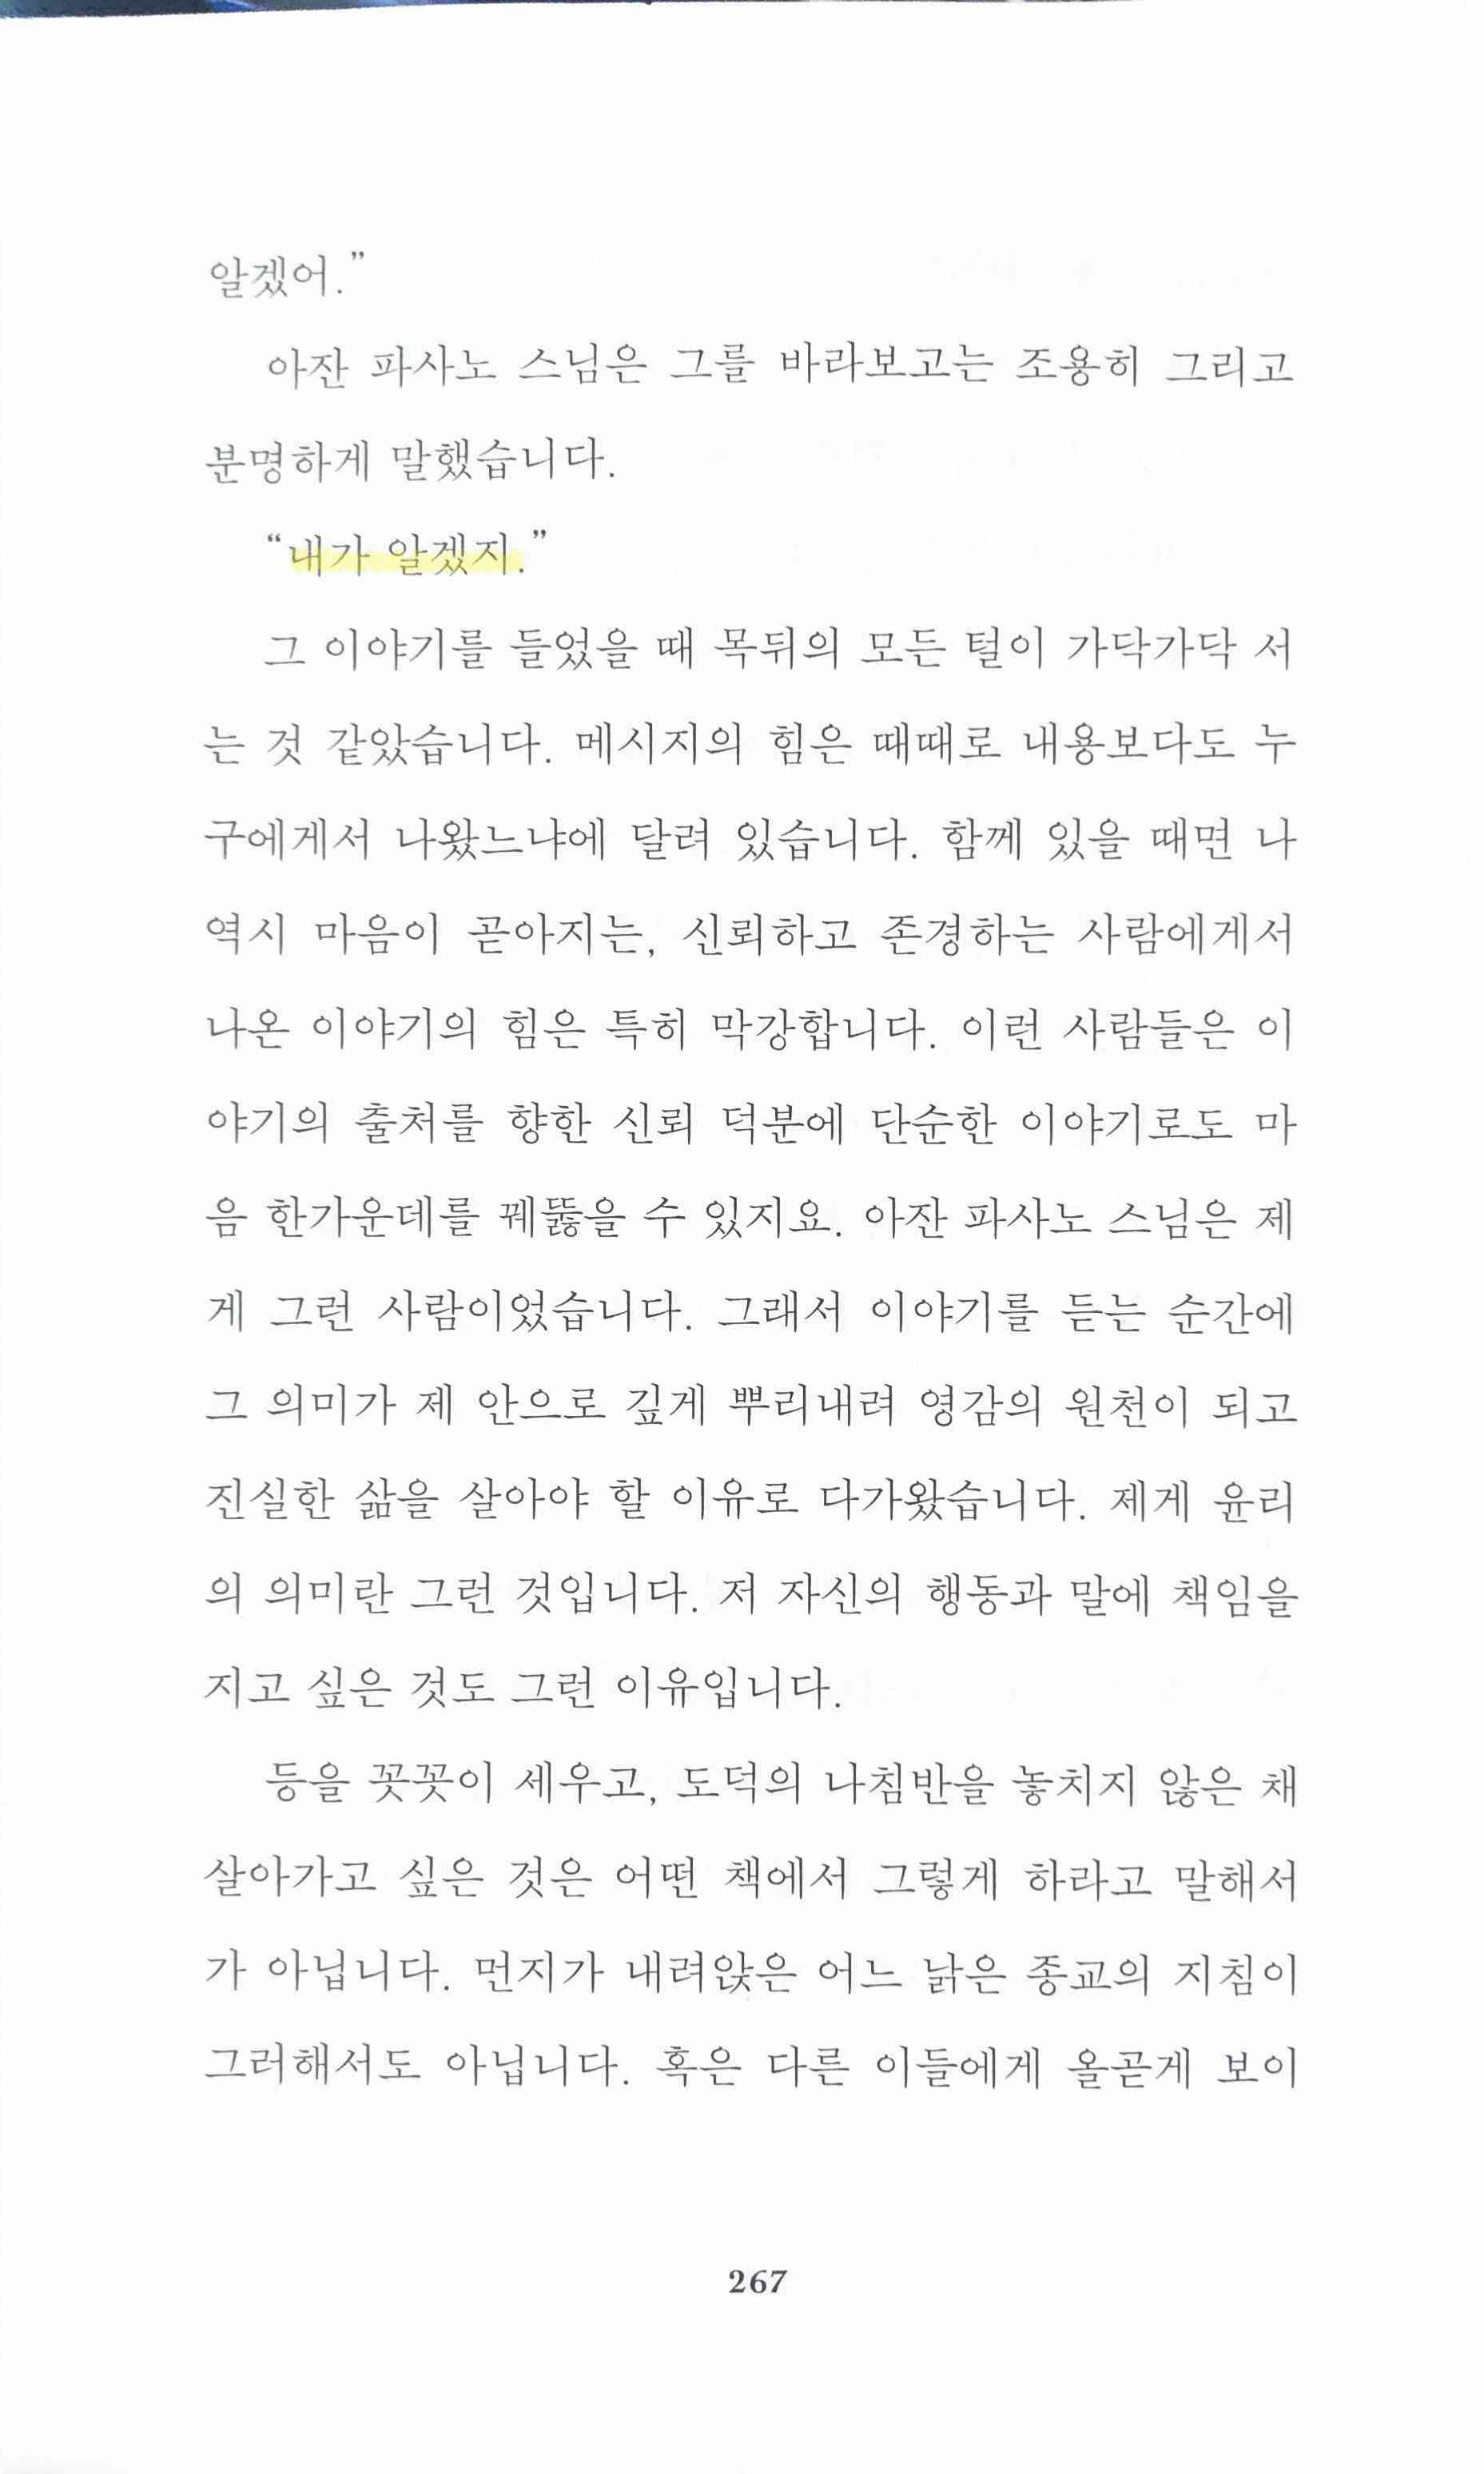 알겠어.”
아잔 파사노 스님은 그를 바라보고는 조용히 그리고
분명하게 말했습니다.
“내가 알겠지.”
그 이야기를 들었을 때 목뒤의 모든 털이 가닥가닥 서
는 것 같았습니다. 메시지의 힘은 때때로 내용보다도 누
구에게서 나왔느냐에 달려 있습니다. 함께 있을 때면 나
역시 마음이 곧아지는, 신뢰하고 존경하는 사람에게서
나온 이야기의 힘은 특히 막강합니다. 이런 사람들은 이
야기의 출처를 향한 신뢰 덕분에 단순한 이야기로도 마
음 한가운데를 꿰뚫을 수 있지요. 아잔 파사노 스님은 제
게 그런 사람이었습니다. 그래서 이야기를 듣는 순간에
그 의미가 제 안으로 깊게 뿌리내려 영감의 원천이 되고
진실한 삶을 살아야 할 이유로 다가왔습니다. 제게 윤리
의 의미란 그런 것입니다. 저 자신의 행동과 말에 책임을
지고 싶은 것도 그런 이유입니다.
등을 꼿꼿이 세우고, 도덕의 나침반을 놓치지 않은 채
살아가고 싶은 것은 어떤 책에서 그렇게 하라고 말해서
가 아닙니다. 먼지가 내려앉은 어느 낡은 종교의 지침이
그러해서도 아닙니다. 혹은 다른 이들에게 올곧게 보이
267